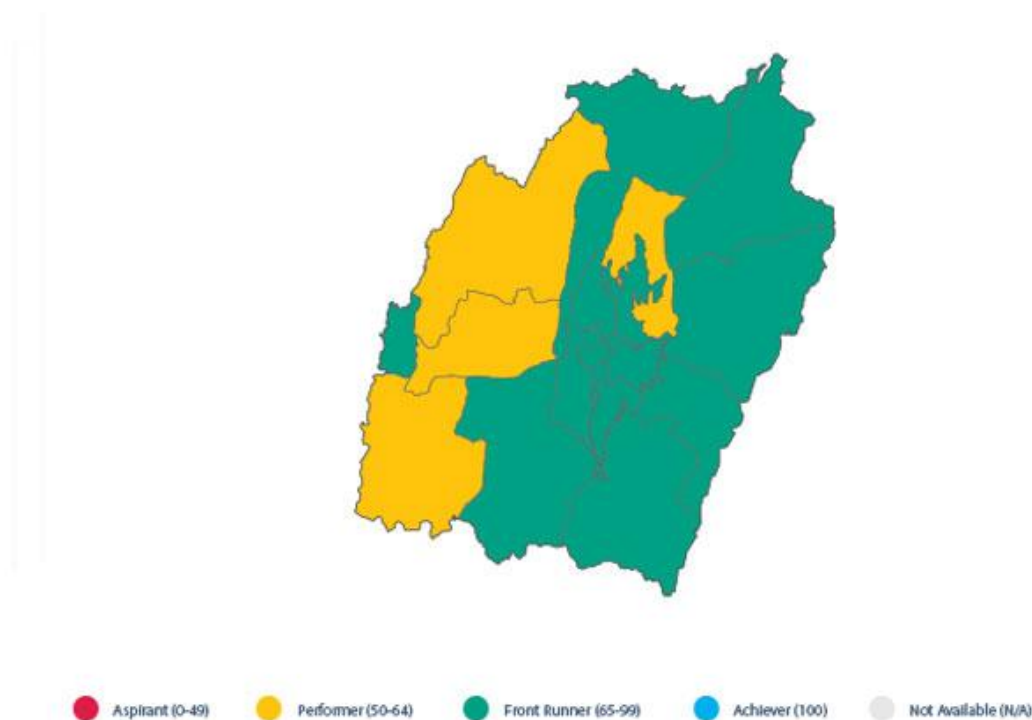 Aspirant (0-49) Performer (50-64) Front Runner (65-99) Achiever (100) Not Available (N/A)